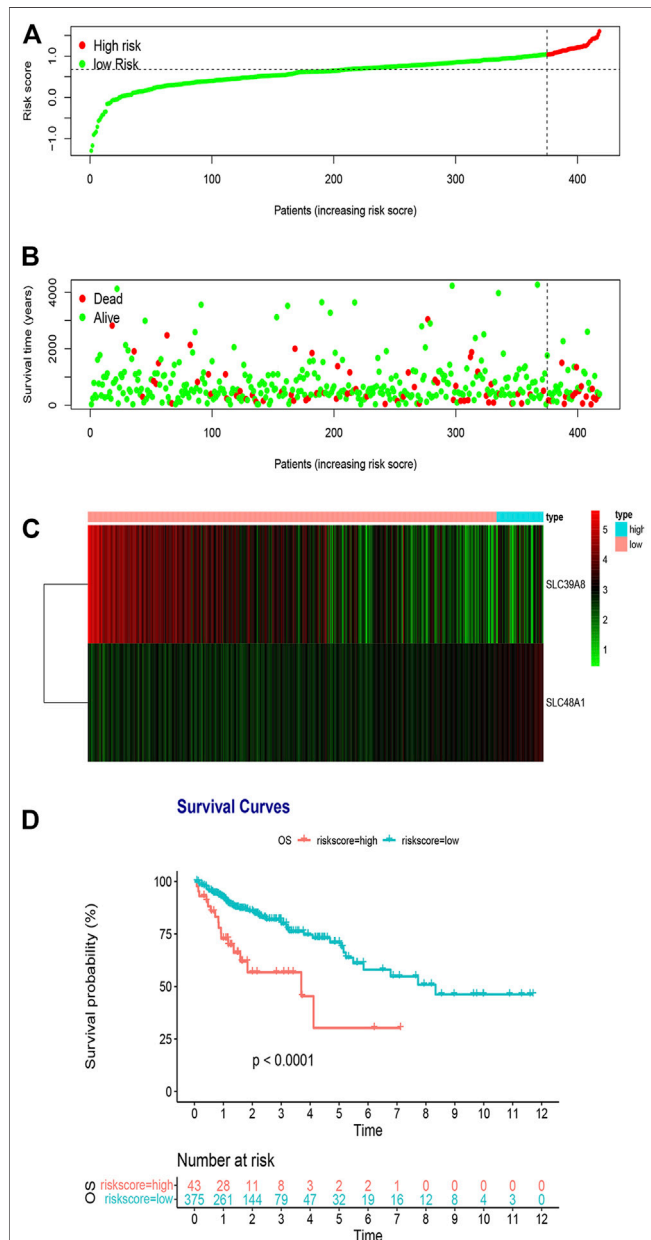 A
High risk
low Risk
Risk score
1.0
0.0
−1.0
0 100 200 300 400
Patients (increasing risk socre)
B
Dead
Alive
Survival time (years)
4000
2000
0
0 100 200 300 400
Patients (increasing risk socre)
C
type
SLC39A8
SLC48A1
5
4
3
2
1
type
high
low
D
Survival Curves
OS riskscore=high riskscore=low
Survival probability (%)
100
75
50
25
0
p < 0.0001
0 1 2 3 4 5 6 7 8 9 10 11 12
Time
Number at risk
OS
riskscore=high 43 28 11 8 3 2 2 1 0 0 0 0 0
riskscore=low 375 261 144 79 47 32 19 16 12 8 4 3 0
0 1 2 3 4 5 6 7 8 9 10 11 12
Time